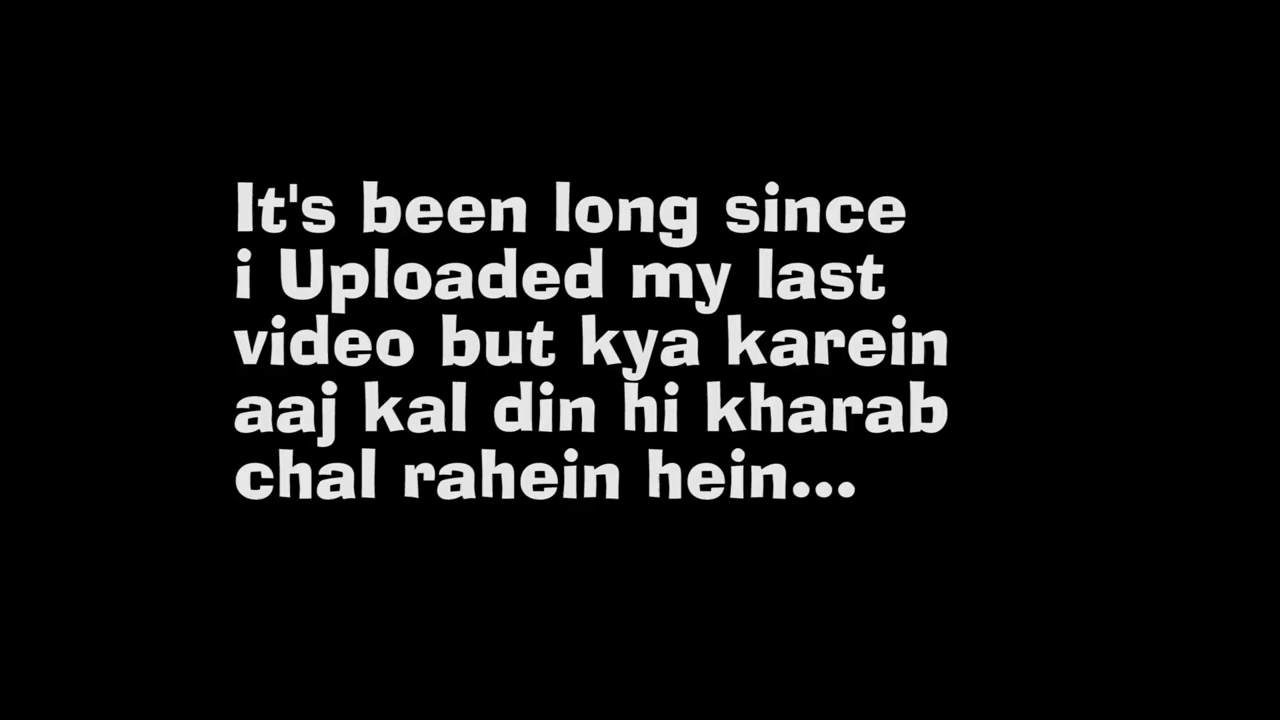 It's been long since
i Uploaded my last
video but kya karein
aaj kal din hi kharab
chal rahein hein...